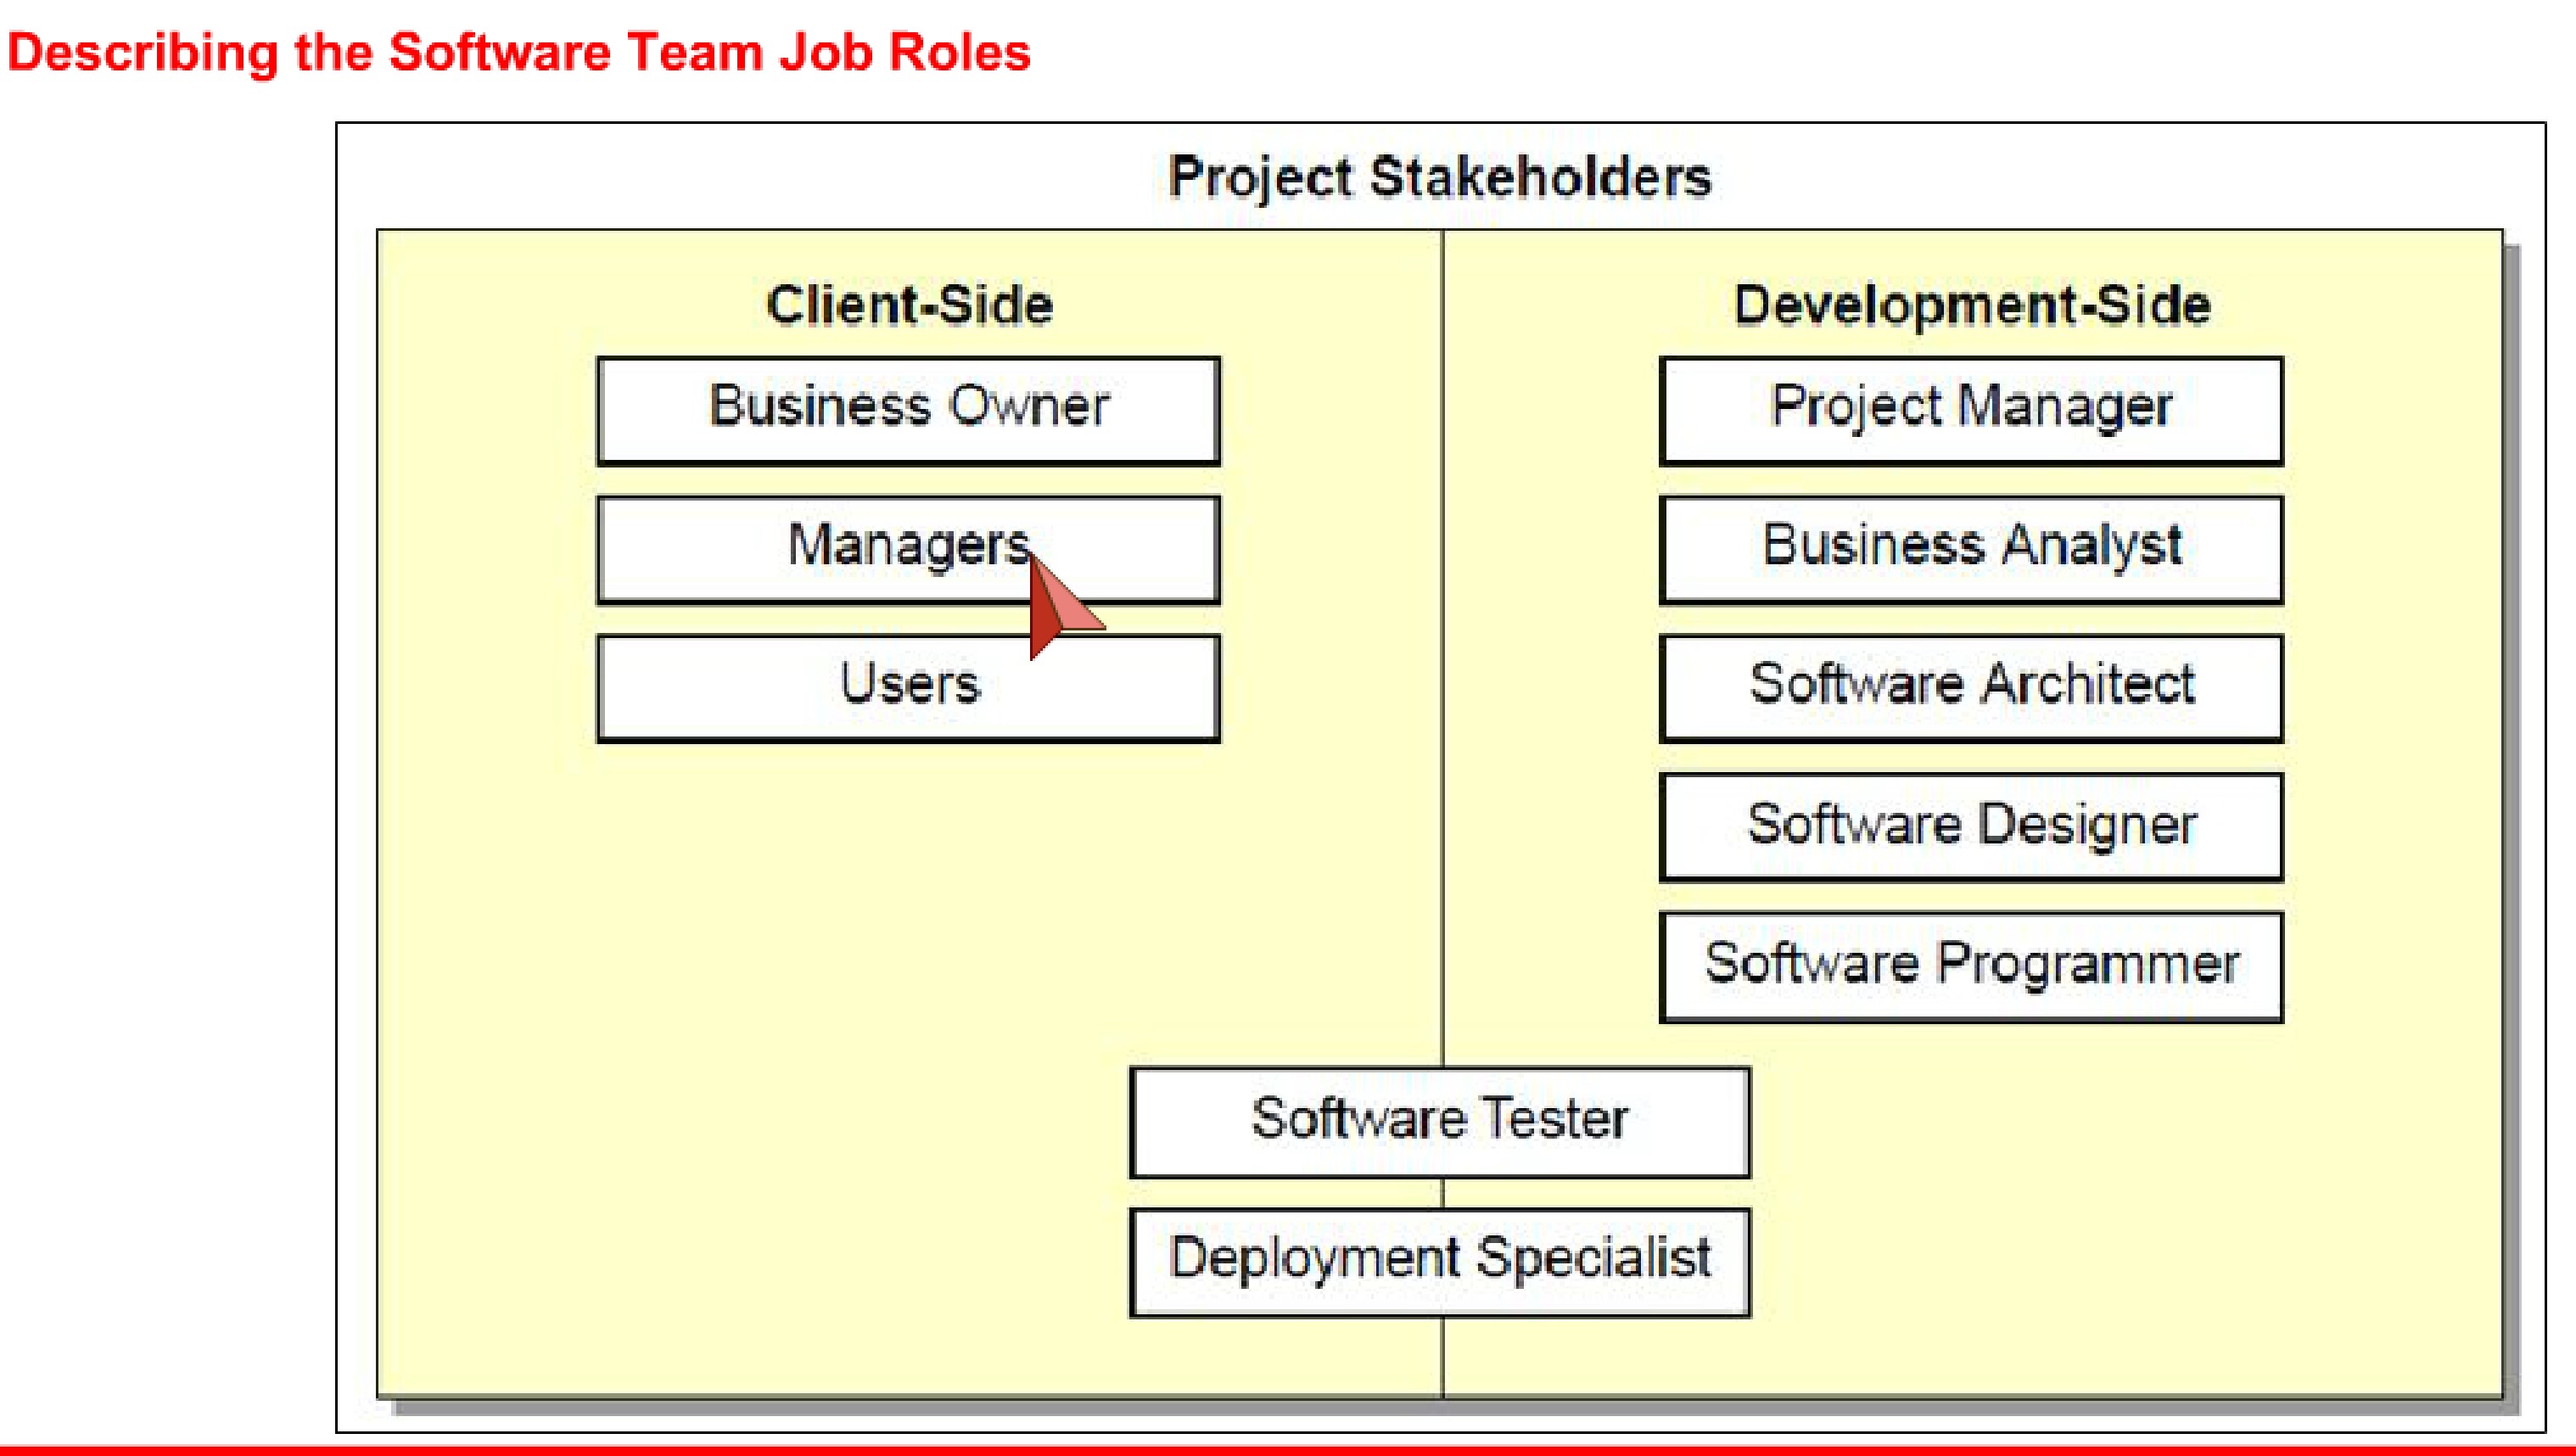 Describing the Software Team Job Roles
Project Stakeholders
Client-Side
Business Owner
Managers
Users
Development-Side
Project Manager
Business Analyst
Software Architect
Software Designer
Software Programmer
Software Tester
Deployment Specialist